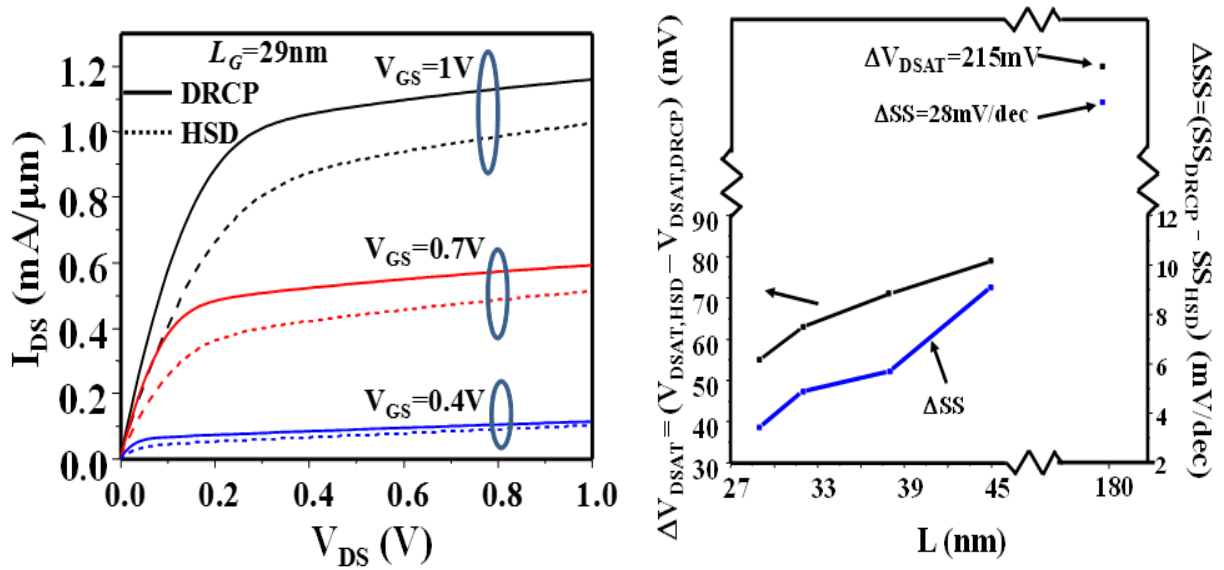 L_G=29nm
DRCP
HSD
V_GS=1V
V_GS=0.7V
V_GS=0.4V
I_DS (mA/μm)
1.2
1.0
0.8
0.6
0.4
0.2
0.0
0.0 0.2 0.4 0.6 0.8 1.0
V_DS (V)
ΔV_DSAT = (V_DSAT,HSD − V_DSAT,DRCP) (mV)
90
80
70
60
50
40
30
ΔV_DSAT=215mV
ΔSS=28mV/dec
ΔSS
12
10
8
6
4
2
ΔSS=(SS_DRCP - SS_HSD) (mV/dec)
27 33 39 45 180
L (nm)